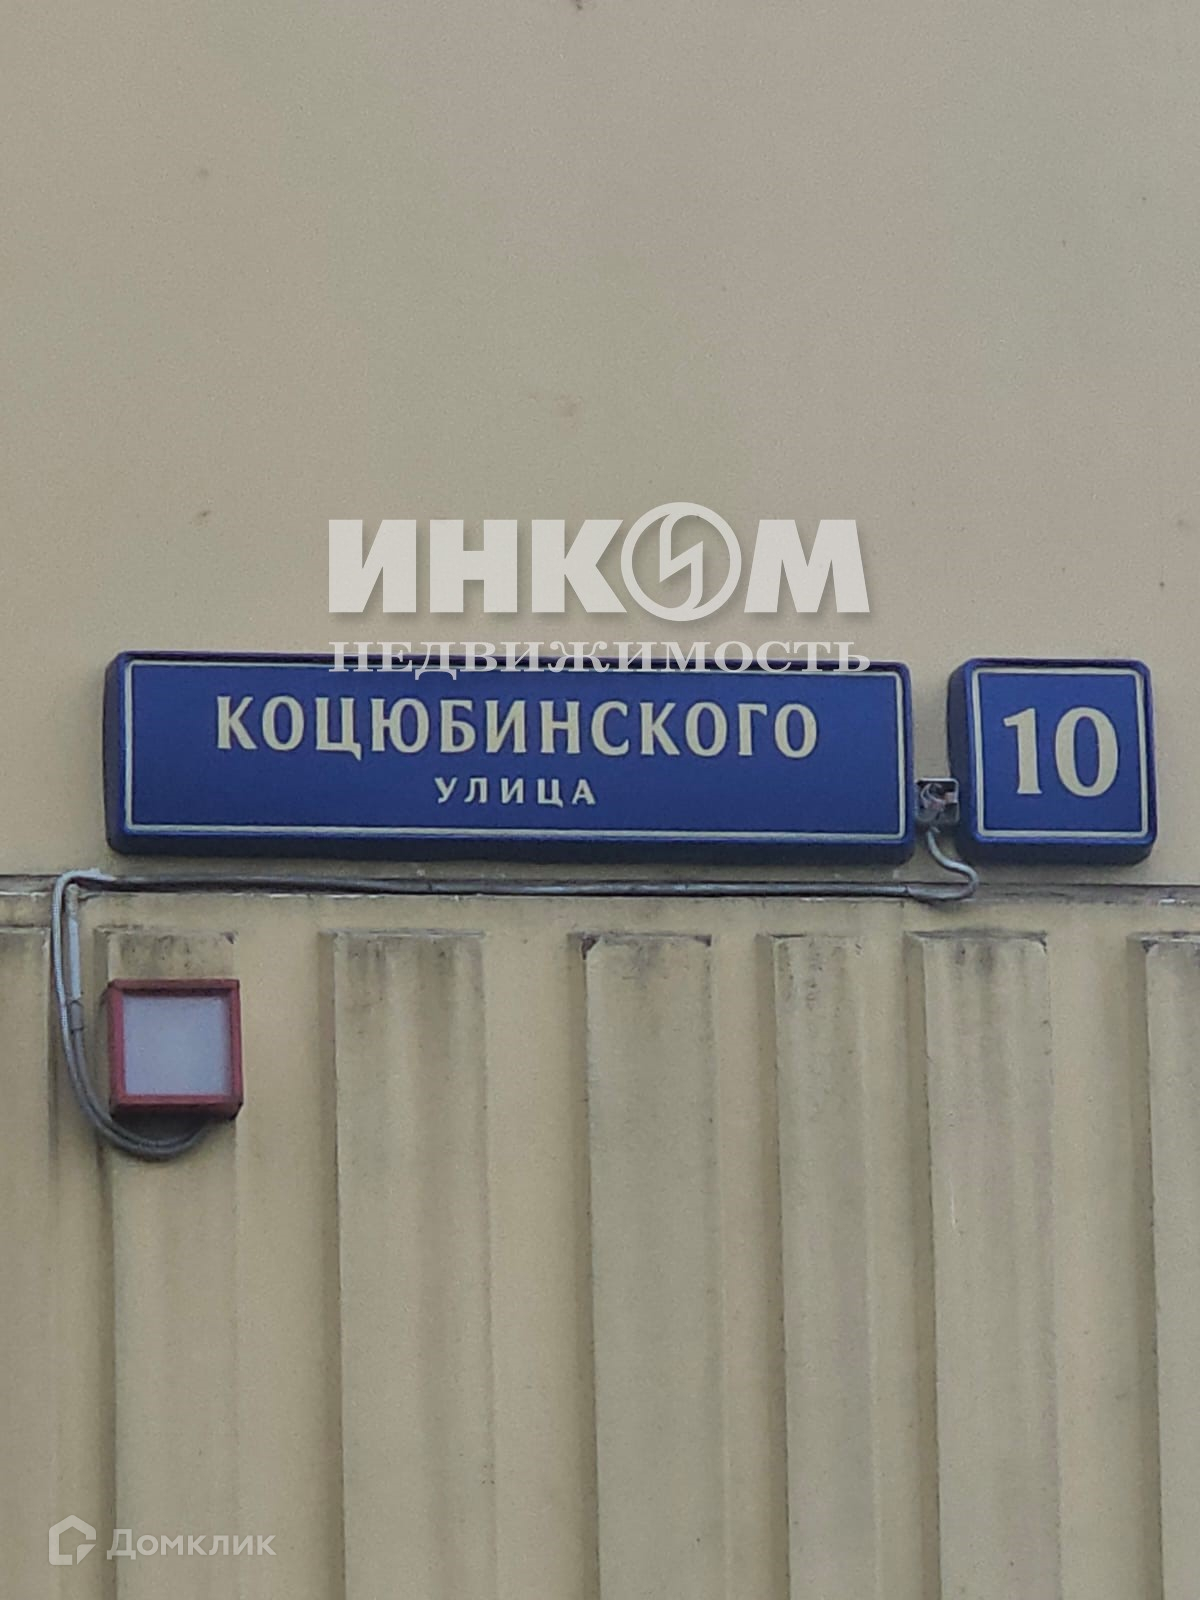 ИНКОМ
НЕДВИЖИМОСТЬ
КОЦЮБИНСКОГО
УЛИЦА
10
Домклик